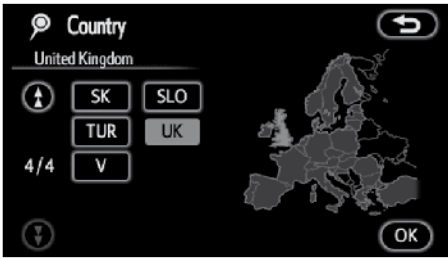 Country
United Kingdom
SK SLO
TUR UK
4/4 V
OK